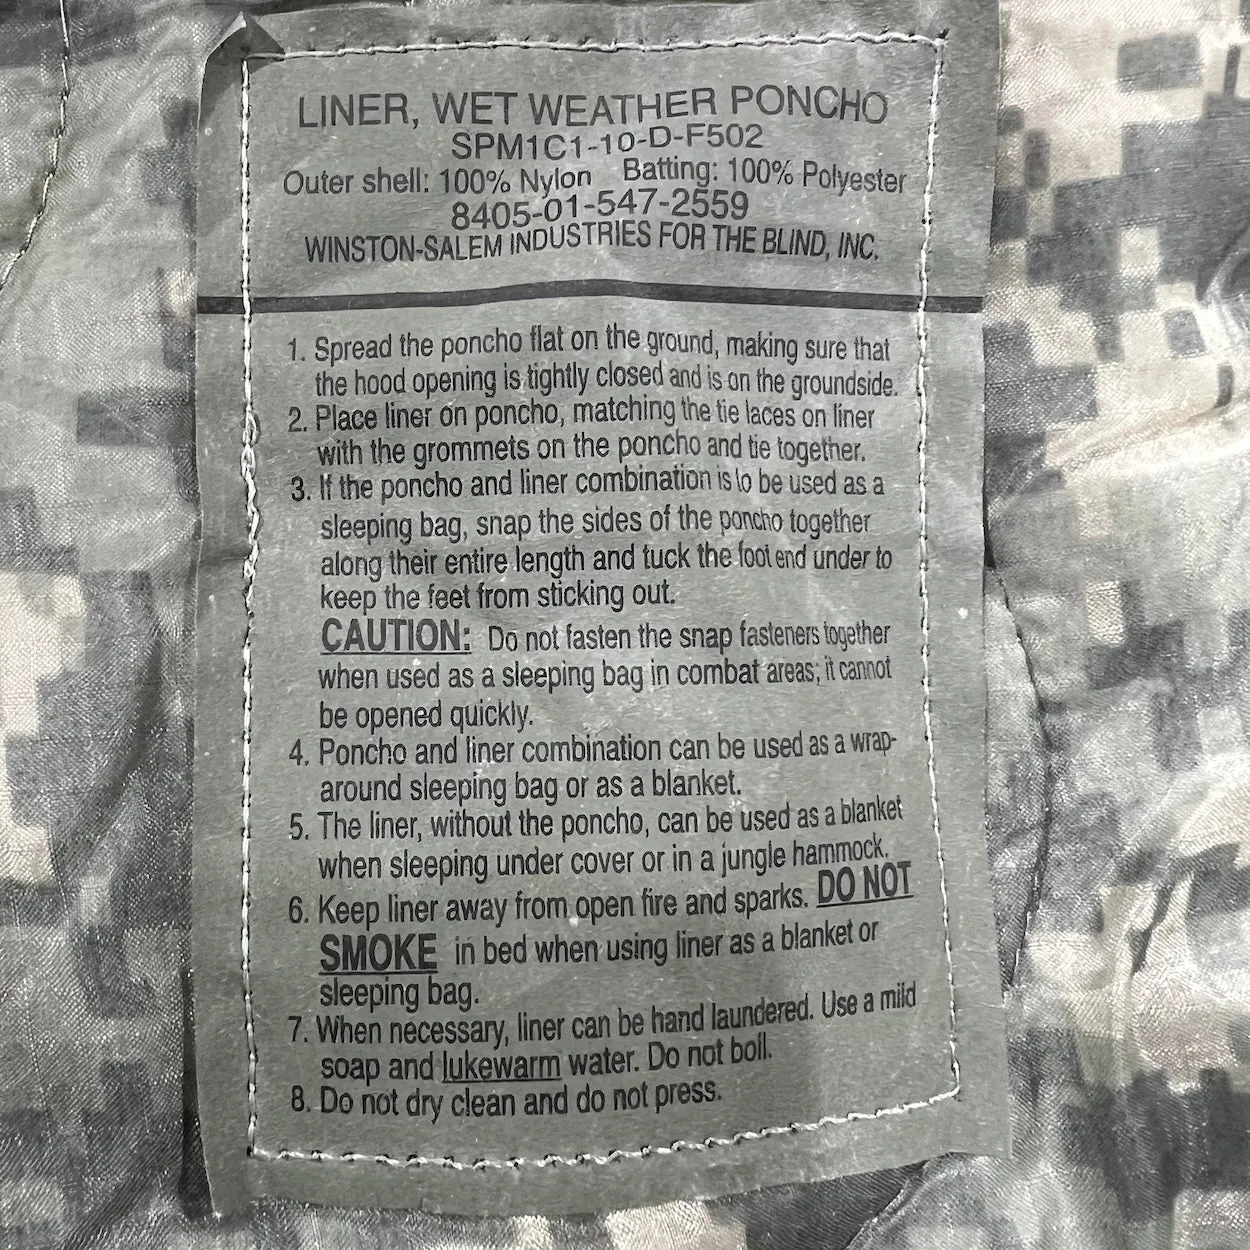 LINER, WET WEATHER PONCHO
SPM1C1-10-D-F502
Outer shell: 100% Nylon Batting: 100% Polyester
8405-01-547-2559
WINSTON-SALEM INDUSTRIES FOR THE BLIND, INC.
1. Spread the poncho flat on the ground, making sure that
the hood opening is tightly closed and is on the groundside.
2. Place liner on poncho, matching the tie laces on liner
with the grommets on the poncho and tie together.
3. If the poncho and liner combination is to be used as a
sleeping bag, snap the sides of the poncho together
along their entire length and tuck the foot end under to
keep the feet from sticking out.
CAUTION: Do not fasten the snap fasteners together
when used as a sleeping bag in combat areas; it cannot
be opened quickly.
4. Poncho and liner combination can be used as a wrap-
around sleeping bag or as a blanket.
5. The liner, without the poncho, can be used as a blanket
when sleeping under cover or in a jungle hammock.
6. Keep liner away from open fire and sparks. DO NOT
SMOKE in bed when using liner as a blanket or
sleeping bag.
7. When necessary, liner can be hand laundered. Use a mild
soap and lukewarm water. Do not boil.
8. Do not dry clean and do not press.